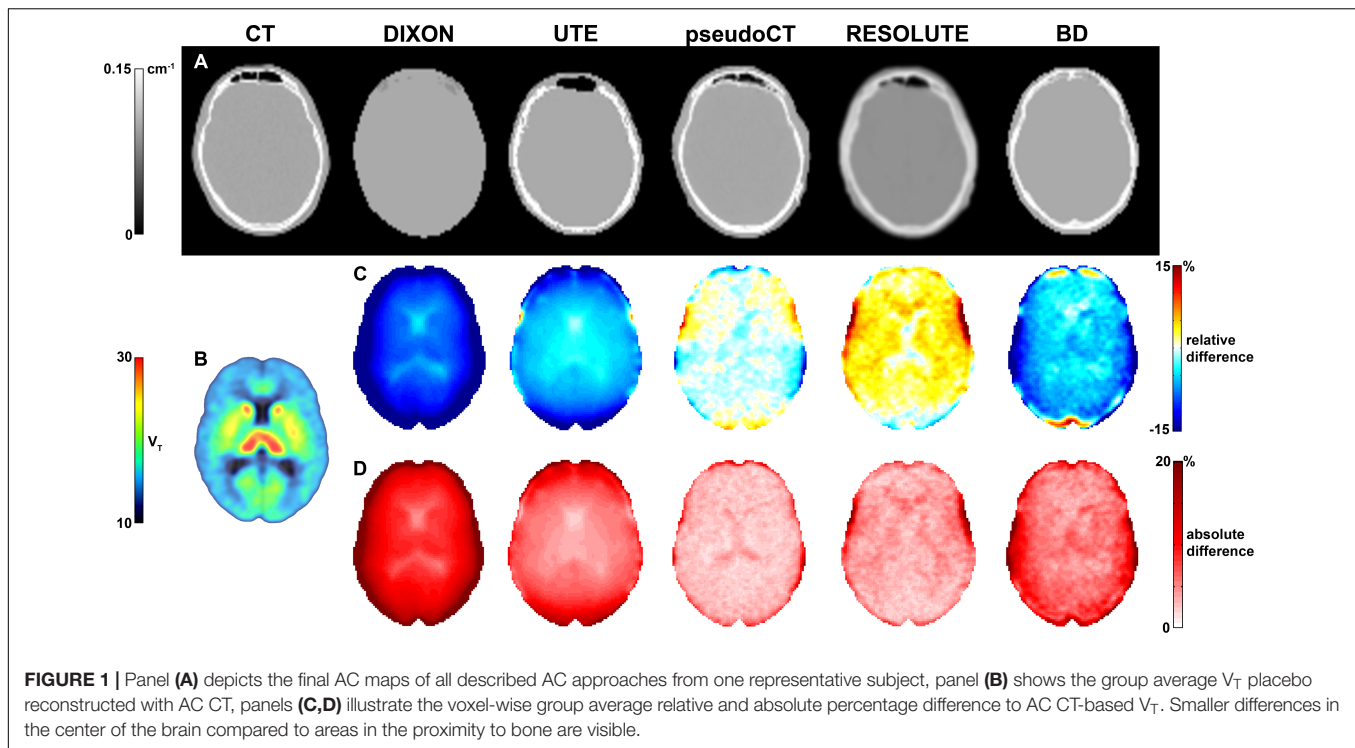 CT DIXON UTE pseudoCT RESOLUTE BD
A
0.15 cm-1
0
C
15 %
relative
difference
-15
B
30
VT
10
D
20 %
absolute
difference
0
FIGURE 1 | Panel (A) depicts the final AC maps of all described AC approaches from one representative subject, panel (B) shows the group average VT placebo
reconstructed with AC CT, panels (C,D) illustrate the voxel-wise group average relative and absolute percentage difference to AC CT-based VT. Smaller differences in
the center of the brain compared to areas in the proximity to bone are visible.